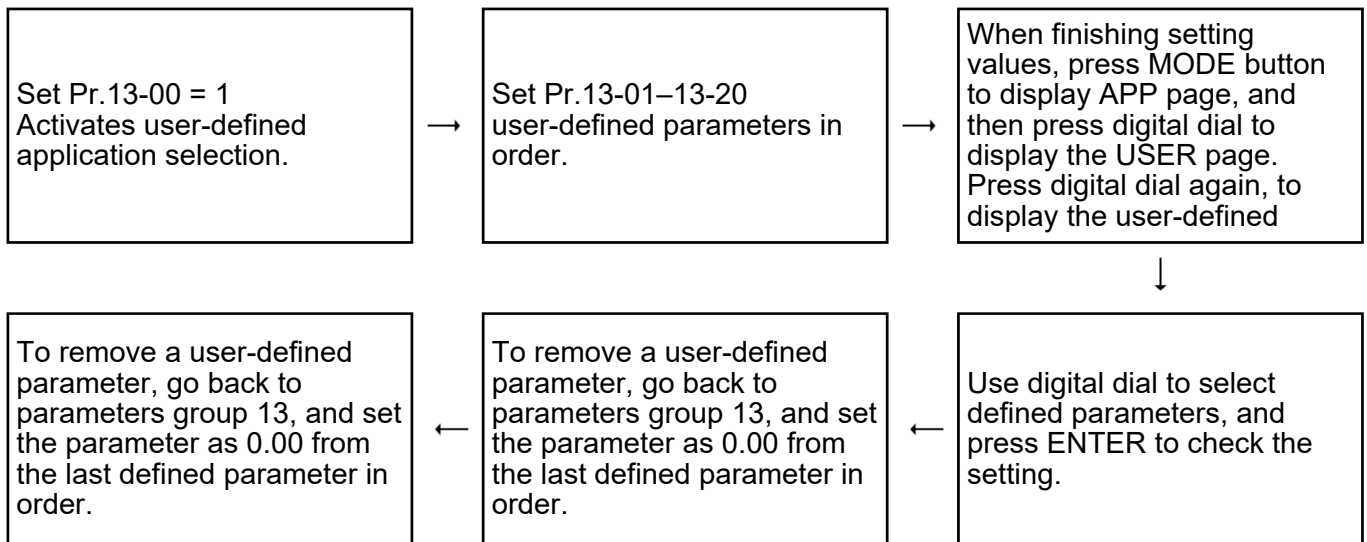 Set Pr.13-00 = 1
Activates user-defined
application selection.
Set Pr.13-01–13-20
user-defined parameters in
order.
When finishing setting
values, press MODE button
to display APP page, and
then press digital dial to
display the USER page.
Press digital dial again, to
display the user-defined
Use digital dial to select
defined parameters, and
press ENTER to check the
setting.
To remove a user-defined
parameter, go back to
parameters group 13, and set
the parameter as 0.00 from
the last defined parameter in
order.
To remove a user-defined
parameter, go back to
parameters group 13, and set
the parameter as 0.00 from
the last defined parameter in
order.